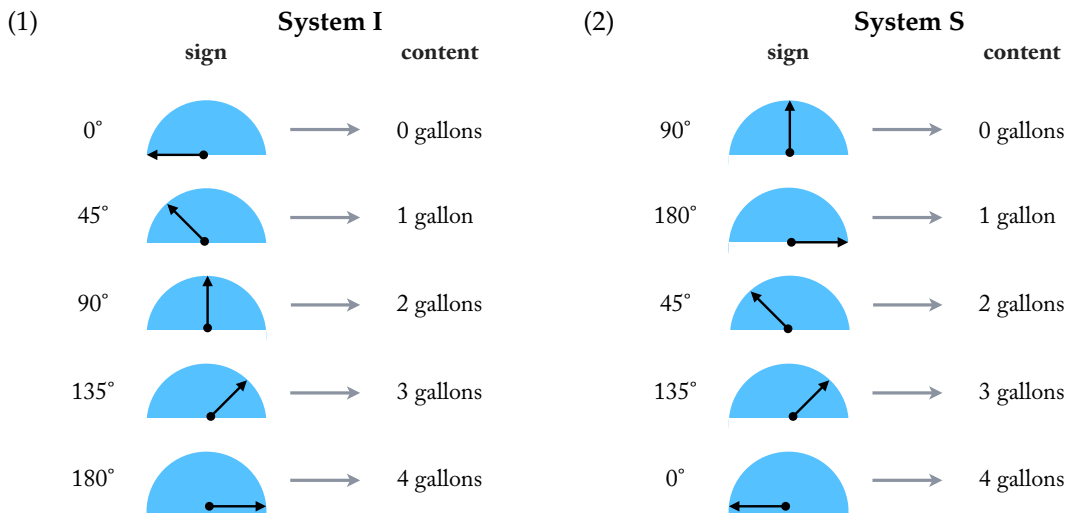 (1) System I
sign content
0° 0 gallons
45° 1 gallon
90° 2 gallons
135° 3 gallons
180° 4 gallons
(2) System S
sign content
90° 0 gallons
180° 1 gallon
45° 2 gallons
135° 3 gallons
0° 4 gallons